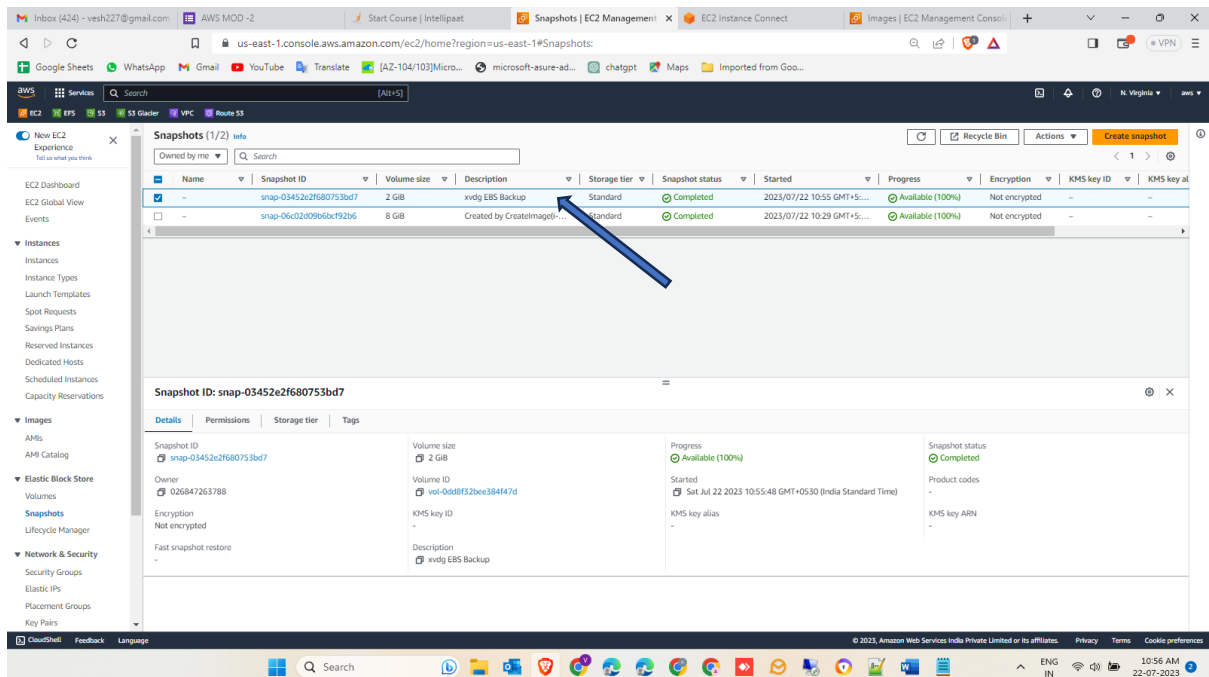 Inbox (424) - vesh227@gmail.com
AWS MOD -2
Start Course | Intellipaat
Snapshots | EC2 Management
EC2 Instance Connect
Images | EC2 Management Consol
us-east-1.console.aws.amazon.com/ec2/home?region=us-east-1#Snapshots:
VPN
Google Sheets WhatsApp Gmail YouTube Translate [AZ-104/103]Micro... microsoft-asure-ad... chatgpt Maps Imported from Goo...
aws Services Search [Alt+S] N. Virginia aws
EC2 EFS S3 S3 Glacier VPC Route 53
New EC2
Experience
Tell us what you think
EC2 Dashboard
EC2 Global View
Events
Instances
Instances
Instance Types
Launch Templates
Spot Requests
Savings Plans
Reserved Instances
Dedicated Hosts
Scheduled Instances
Capacity Reservations
Images
AMIs
AMI Catalog
Elastic Block Store
Volumes
Snapshots
Lifecycle Manager
Network & Security
Security Groups
Elastic IPs
Placement Groups
Key Pairs
Snapshots (1/2) Info
Recycle Bin Actions Create snapshot
Owned by me Search 1
Name Snapshot ID Volume size Description Storage tier Snapshot status Started Progress Encryption KMS key ID KMS key al
– snap-03452e2f680753bd7 2 GiB xvdg EBS Backup Standard Completed 2023/07/22 10:55 GMT+5:... Available (100%) Not encrypted – –
– snap-06c02d09b6bcf92b6 8 GiB Created by CreateImage(i-... Standard Completed 2023/07/22 10:29 GMT+5:... Available (100%) Not encrypted – –
Snapshot ID: snap-03452e2f680753bd7
Details Permissions Storage tier Tags
Snapshot ID Volume size Progress Snapshot status
snap-03452e2f680753bd7 2 GiB Available (100%) Completed
Owner Volume ID Started Product codes
026847263788 vol-0dd8f32bee384f47d Sat Jul 22 2023 10:55:48 GMT+0530 (India Standard Time) -
Encryption KMS key ID KMS key alias KMS key ARN
Not encrypted - - -
Fast snapshot restore Description
- xvdg EBS Backup
CloudShell Feedback Language © 2023, Amazon Web Services India Private Limited or its affiliates. Privacy Terms Cookie preferences
Search
ENG
IN
10:56 AM
22-07-2023
2